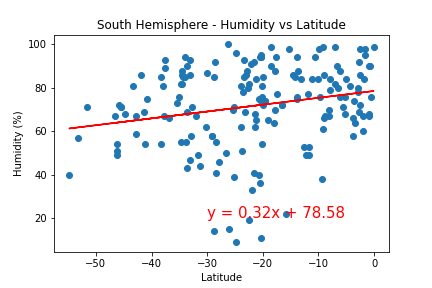 South Hemisphere - Humidity vs Latitude
100
80
60
40
20
Humidity (%)
y = 0.32x + 78.58
−50
−40
−30
−20
−10
0
Latitude